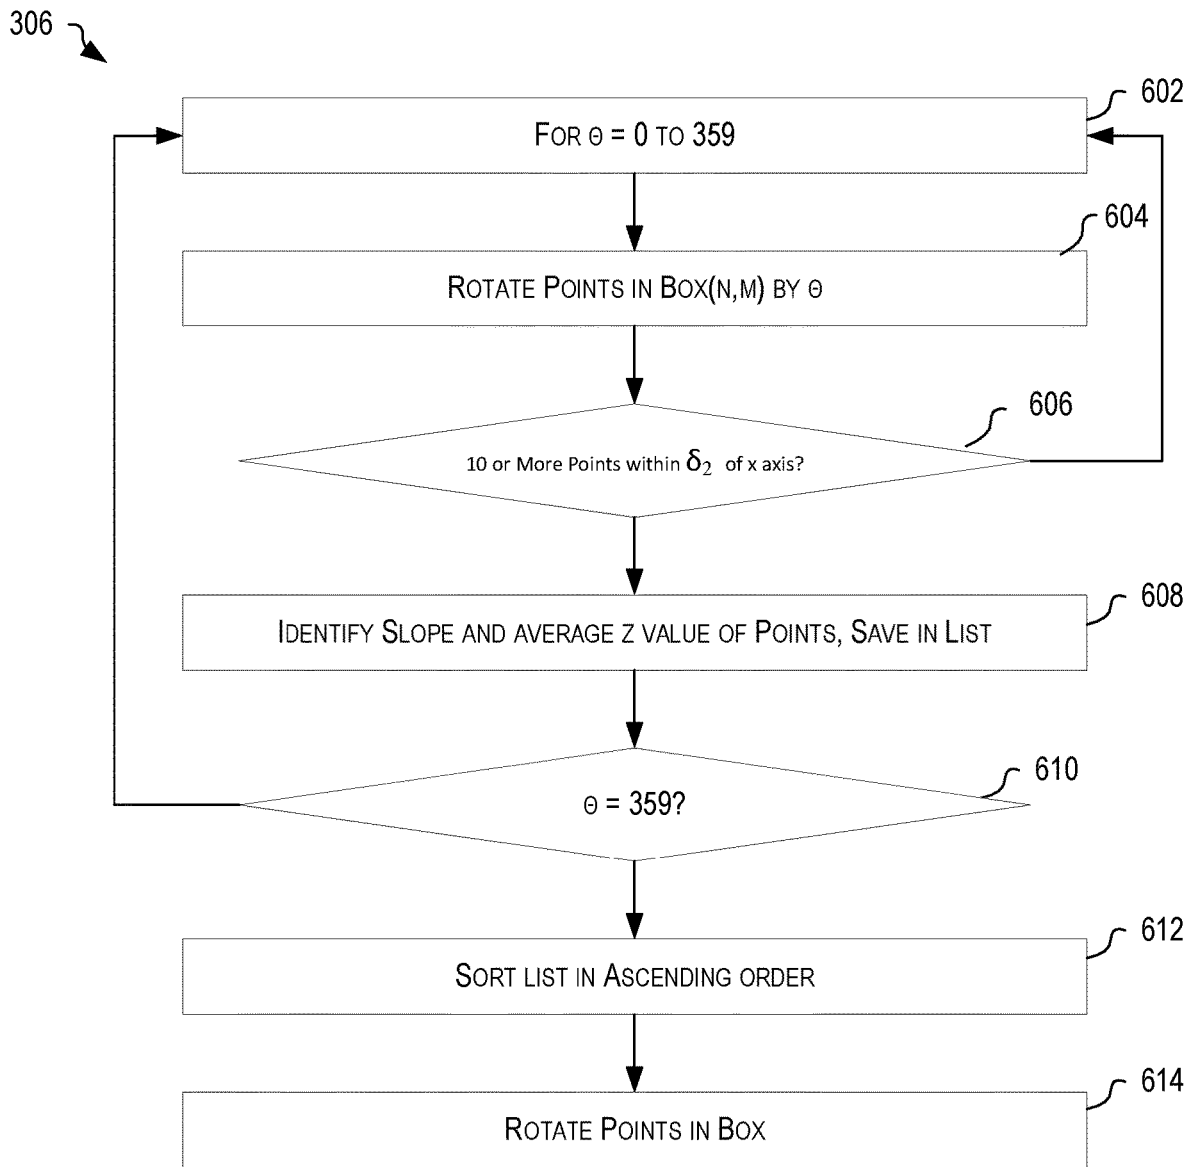 306
602
FOR θ = 0 TO 359
604
ROTATE POINTS IN BOX(N,M) BY θ
606
10 or More Points within δ₂ of x axis?
608
IDENTIFY SLOPE AND AVERAGE Z VALUE OF POINTS, SAVE IN LIST
610
θ = 359?
612
SORT LIST IN ASCENDING ORDER
614
ROTATE POINTS IN BOX